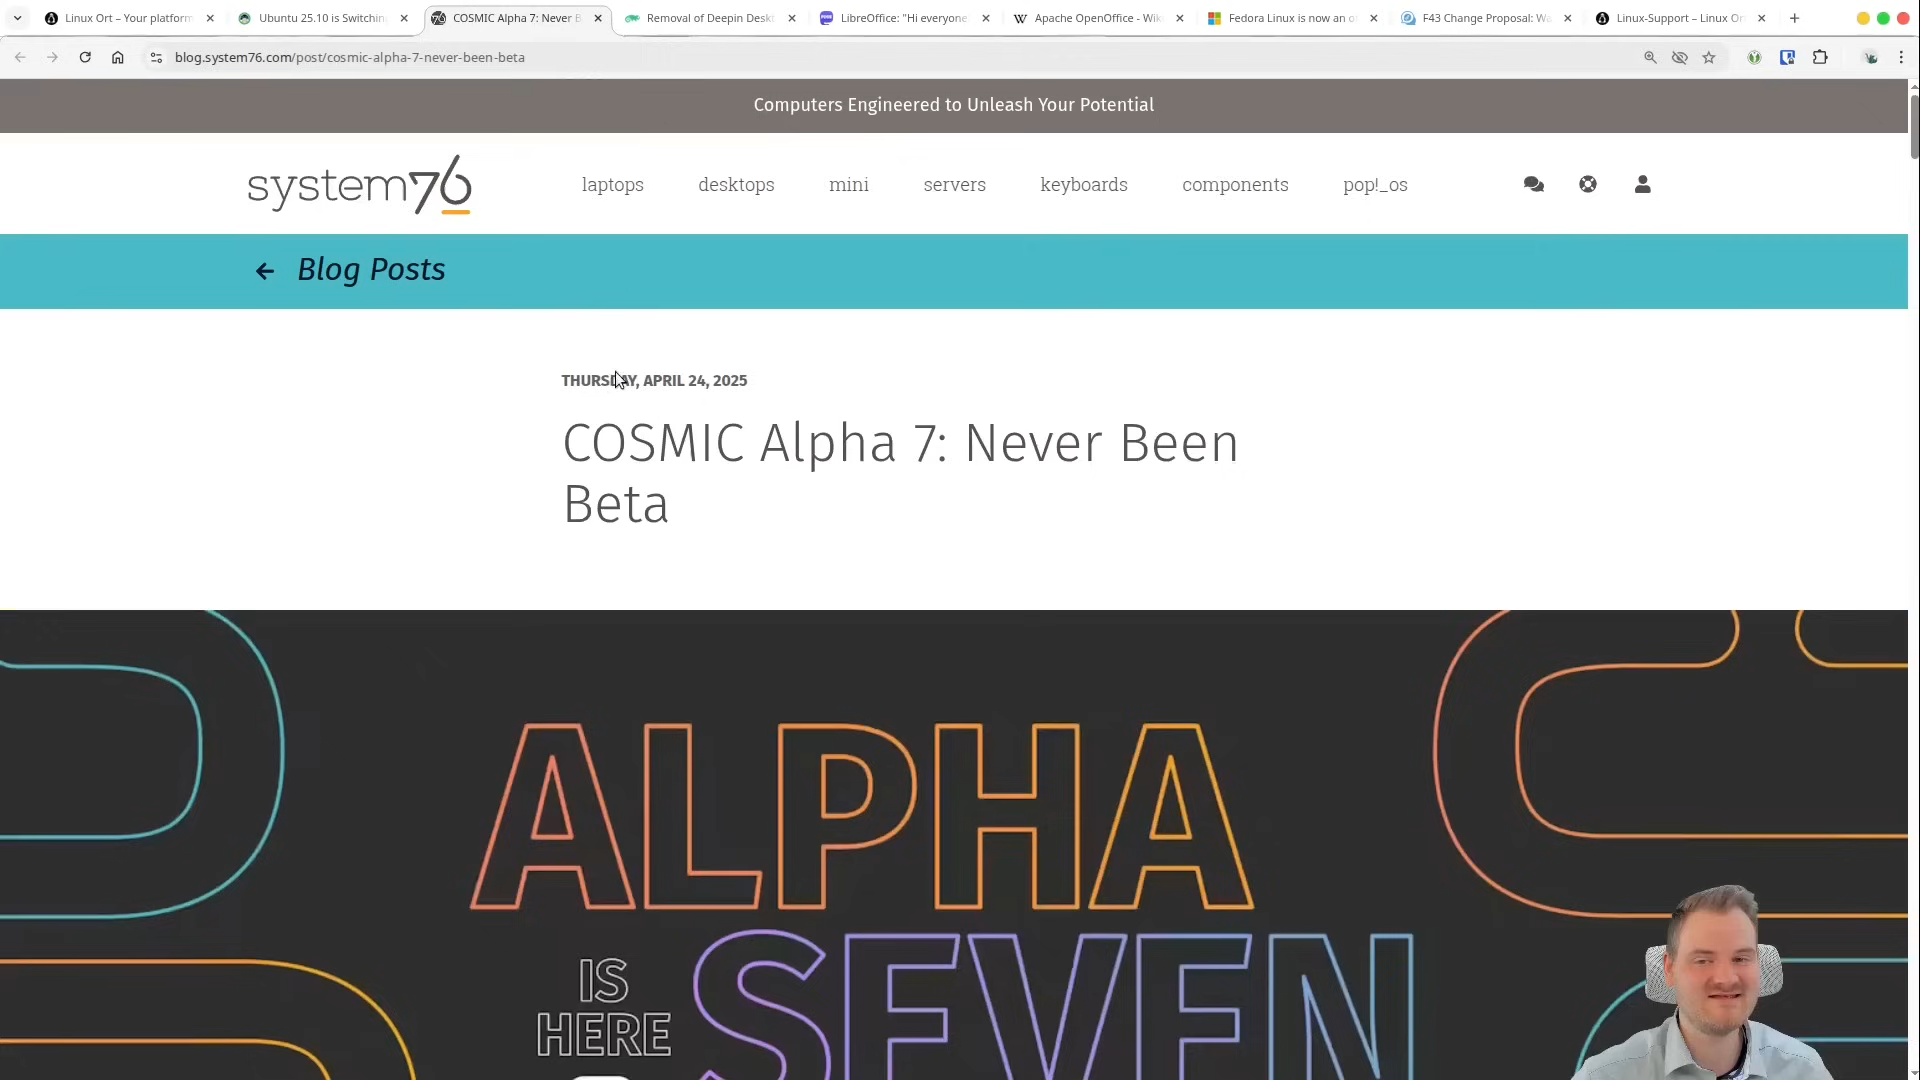 Linux Ort – Your platform
Ubuntu 25.10 is Switchin
COSMIC Alpha 7: Never B
Removal of Deepin Deskt
LibreOffice: "Hi everyone
Apache OpenOffice - Wik
Fedora Linux is now an o
F43 Change Proposal: Wa
Linux-Support – Linux Or
blog.system76.com/post/cosmic-alpha-7-never-been-beta
Computers Engineered to Unleash Your Potential
system76
laptops
desktops
mini
servers
keyboards
components
pop!_os
Blog Posts
THURSDAY, APRIL 24, 2025
COSMIC Alpha 7: Never Been
Beta
ALPHA
IS
HERE
SEVEN